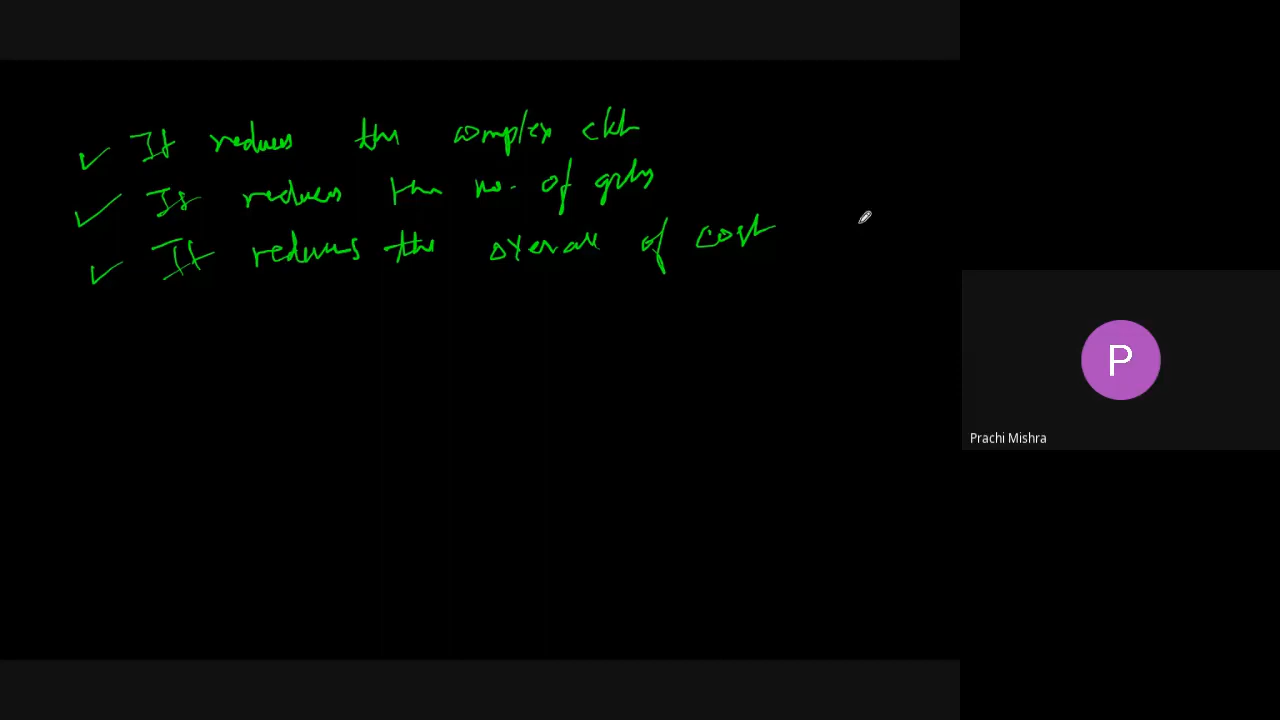 It reduces the complex ckt
It reduces the no. of gates
It reduces the overall of cost
P
Prachi Mishra